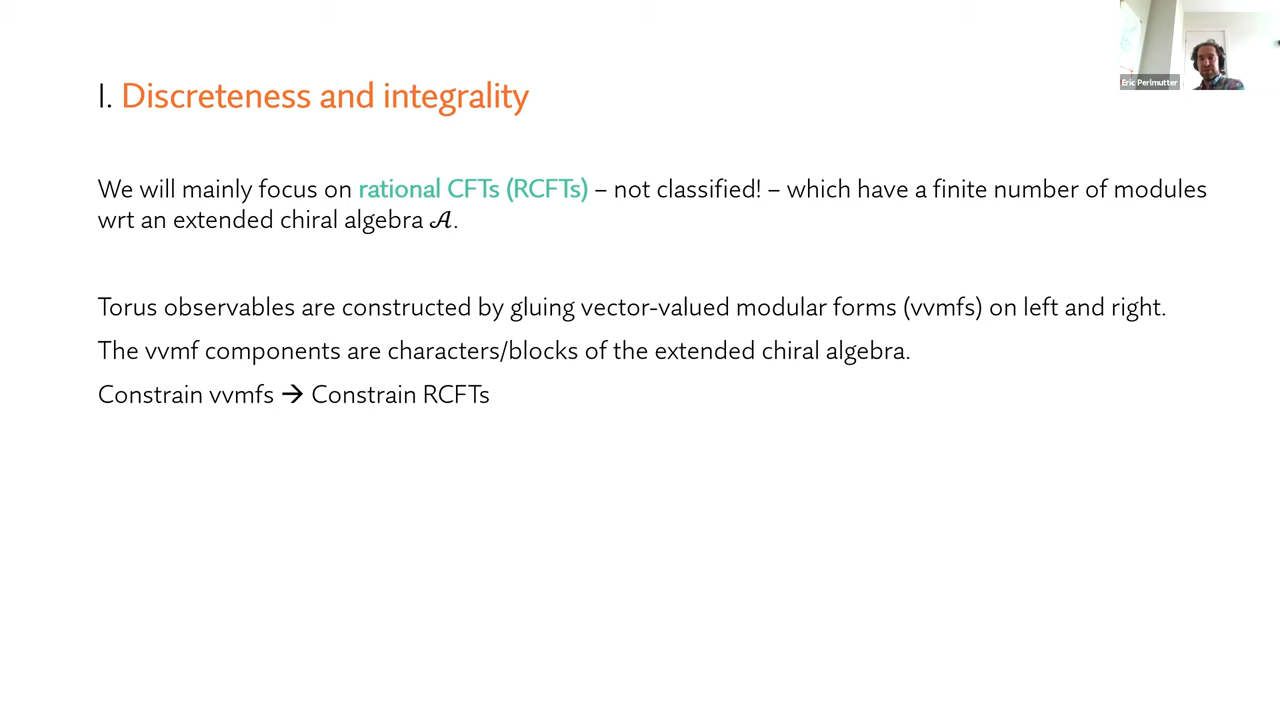 Eric Perlmutter
I. Discreteness and integrality
We will mainly focus on rational CFTs (RCFTs) – not classified! – which have a finite number of modules
wrt an extended chiral algebra 𝒜.
Torus observables are constructed by gluing vector-valued modular forms (vvmfs) on left and right.
The vvmf components are characters/blocks of the extended chiral algebra.
Constrain vvmfs → Constrain RCFTs